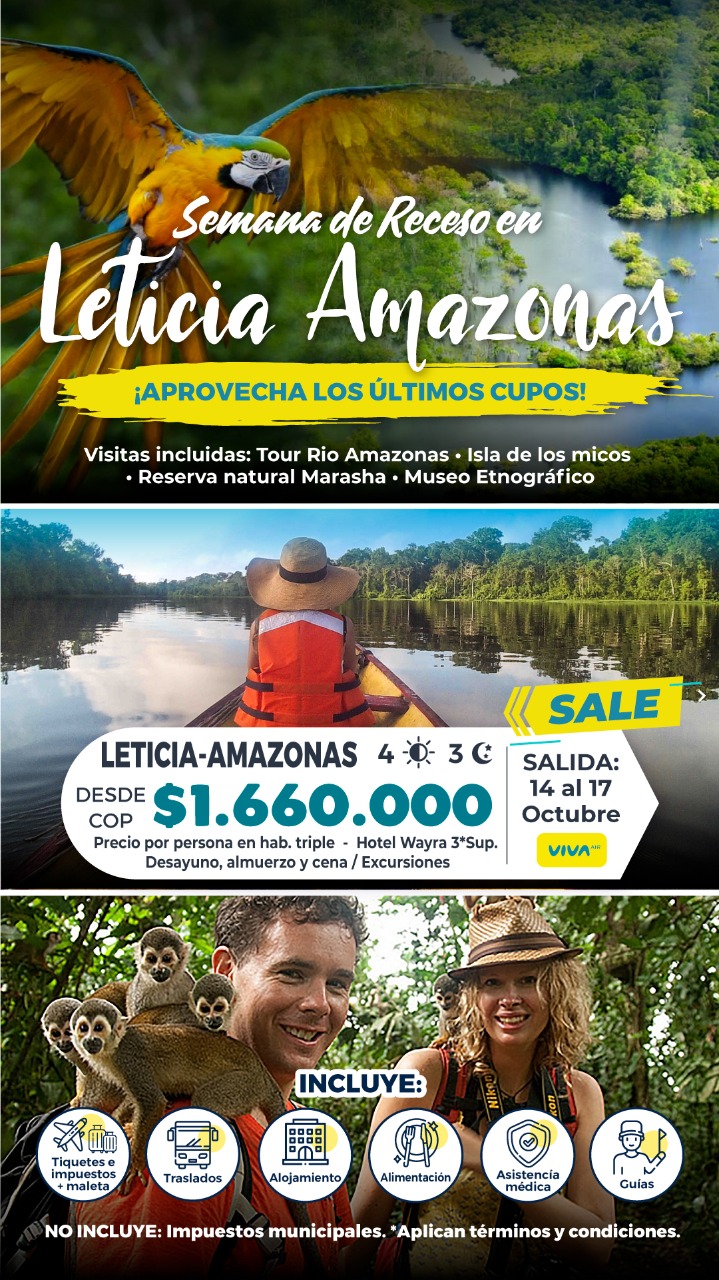 Semana de Receso en
Leticia Amazonas
¡APROVECHA LOS ÚLTIMOS CUPOS!
Visitas incluidas: Tour Rio Amazonas • Isla de los micos
• Reserva natural Marasha • Museo Etnográfico
SALE
LETICIA-AMAZONAS 4 3
DESDE
COP
$1.660.000
Precio por persona en hab. triple - Hotel Wayra 3*Sup.
Desayuno, almuerzo y cena / Excursiones
SALIDA:
14 al 17
Octubre
VIVA AIR
INCLUYE:
Tiquetes e
impuestos
+ maleta
Traslados
Alojamiento
Alimentación
Asistencía
médica
Guías
Nikon
NO INCLUYE: Impuestos municipales. *Aplican términos y condiciones.